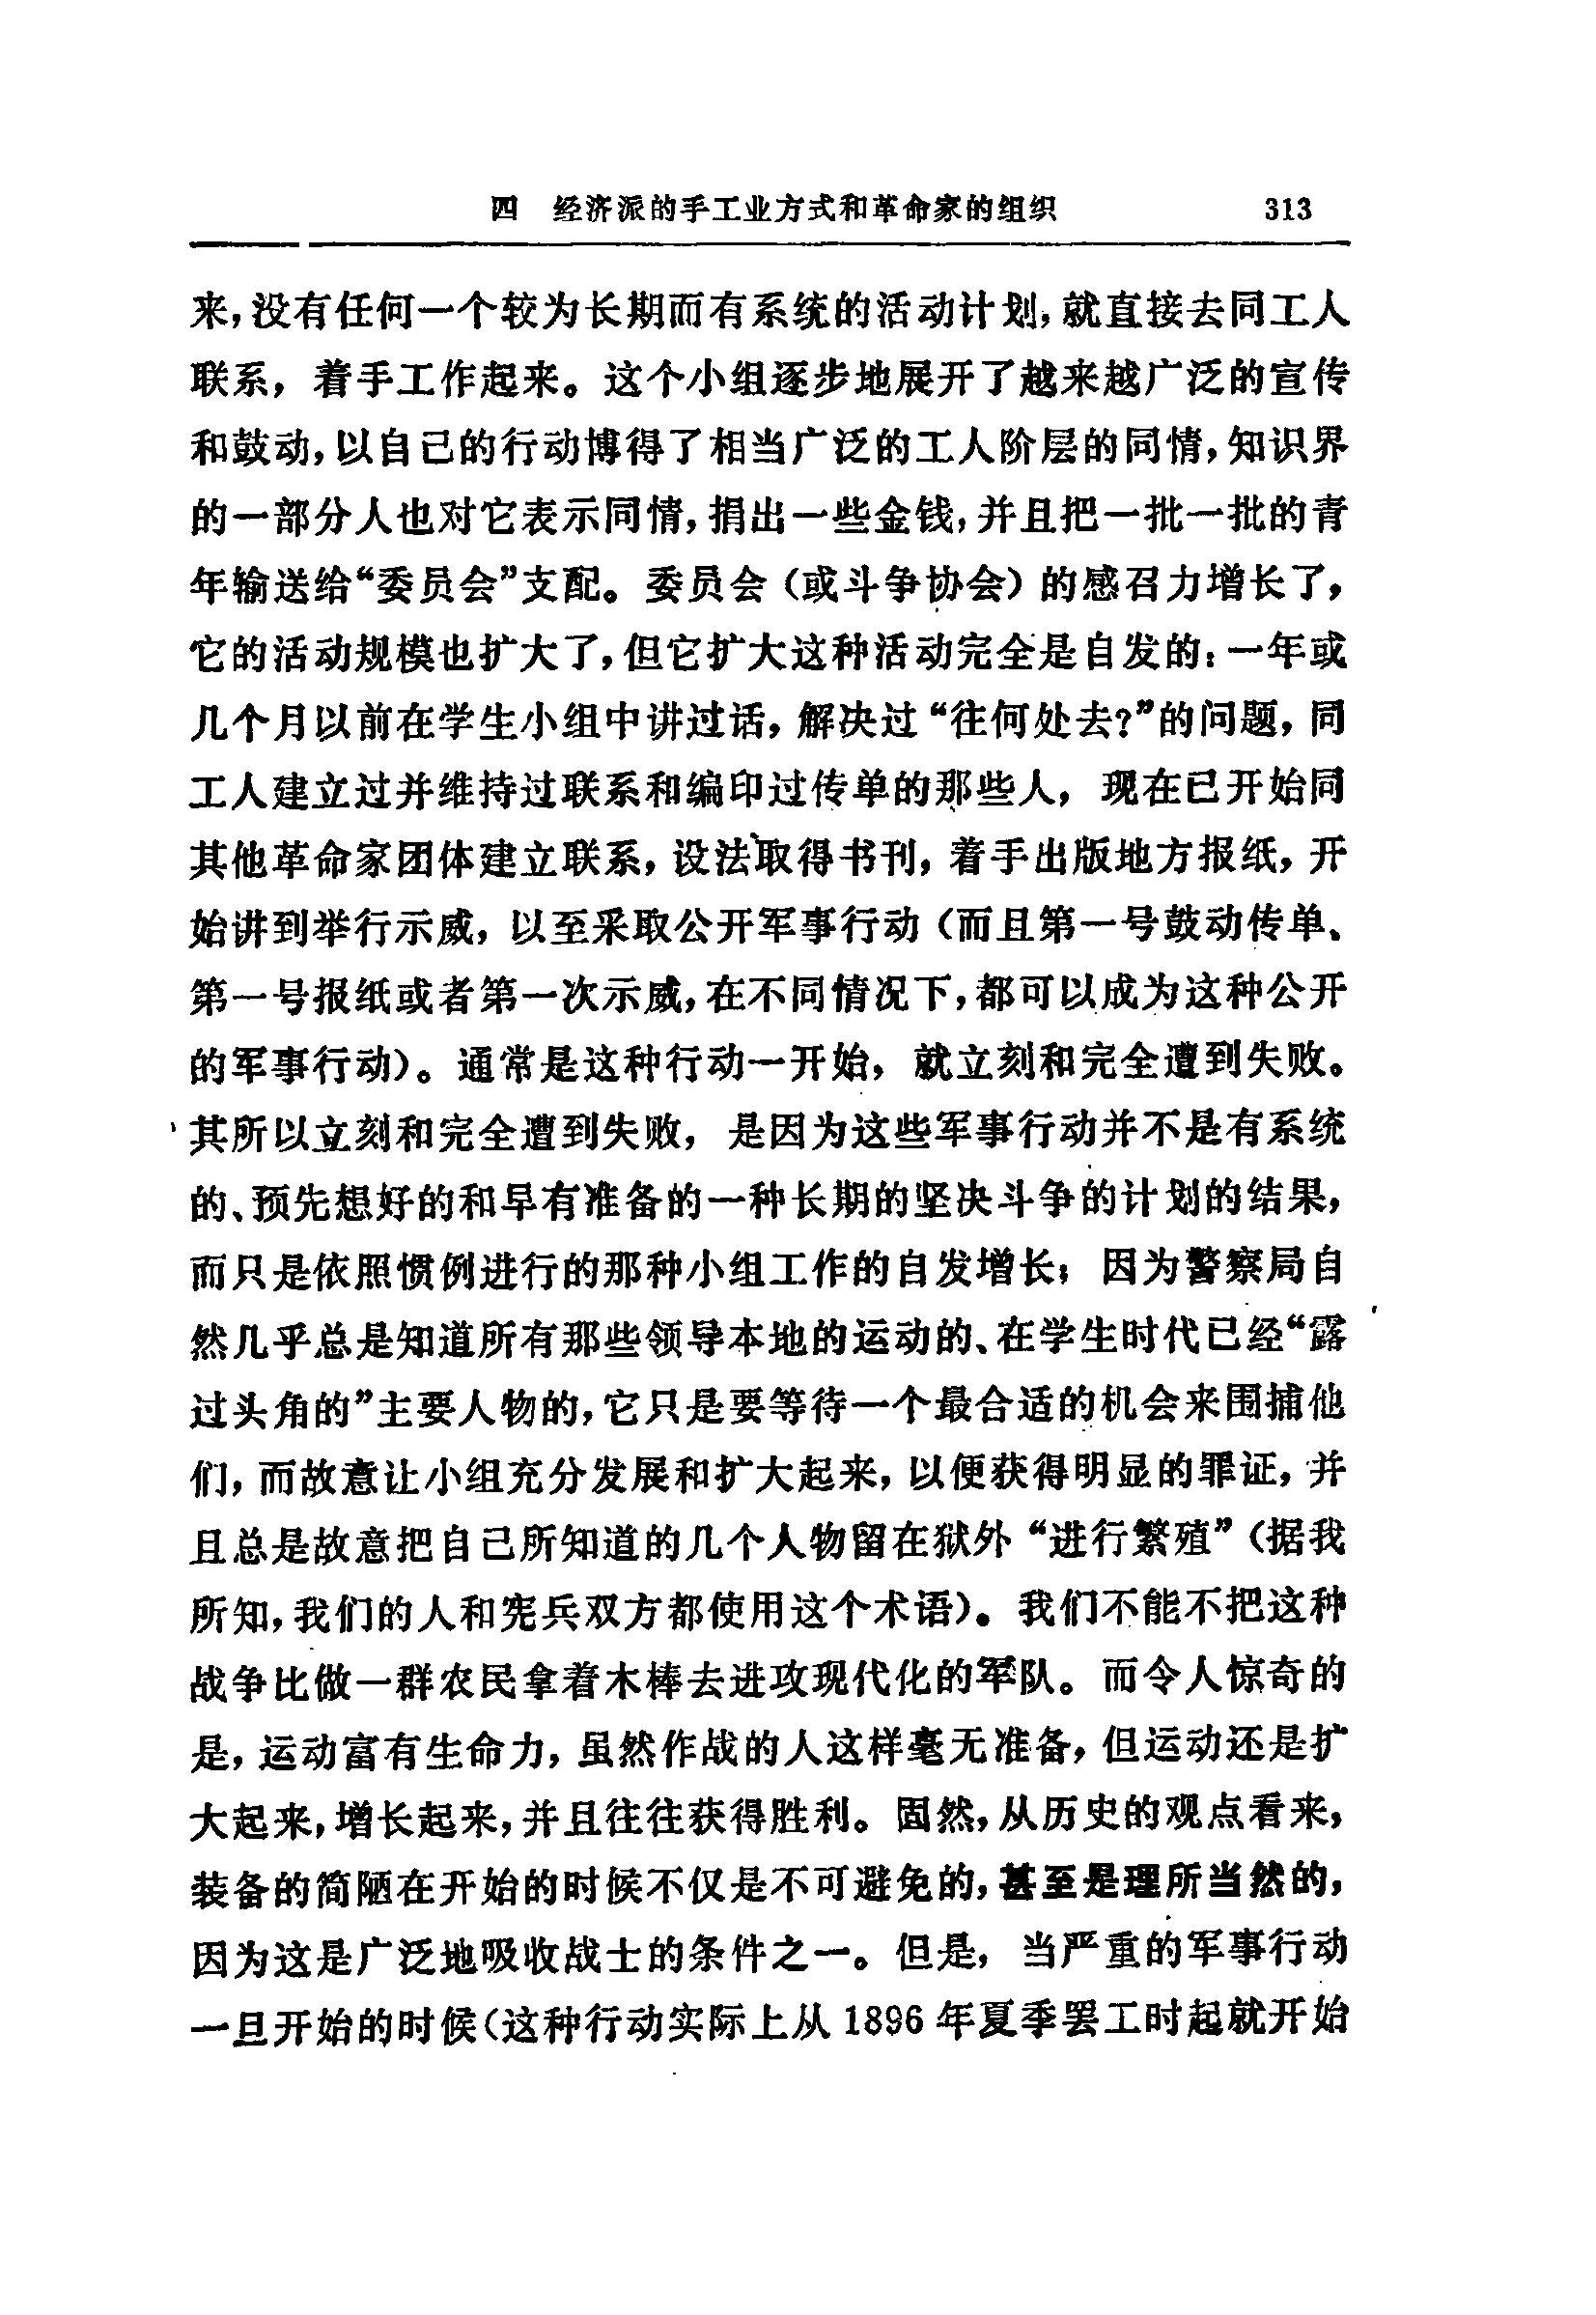 四 经济派的手工业方式和革命家的组织 313
来,没有任何一个较为长期而有系统的活动计划,就直接去同工人
联系，着手工作起来。这个小组逐步地展开了越来越广泛的宣传
和鼓动,以自己的行动博得了相当广泛的工人阶层的同情,知识界
的一部分人也对它表示同情,捐出一些金钱,并且把一批一批的青
年输送给“委员会”支配。委员会（或斗争协会）的感召力增长了,
它的活动规模也扩大了,但它扩大这种活动完全是自发的:一年或
几个月以前在学生小组中讲过话,解决过“往何处去?”的问题,同
工人建立过并维持过联系和编印过传单的那些人，现在已开始同
其他革命家团体建立联系,设法取得书刊,着手出版地方报纸,开
始讲到举行示威，以至采取公开军事行动（而且第一号鼓动传单、
第一号报纸或者第一次示威,在不同情况下,都可以成为这种公开
的军事行动)。通常是这种行动一开始，就立刻和完全遭到失败。
其所以立刻和完全遭到失败，是因为这些军事行动并不是有系统
的、预先想好的和早有准备的一种长期的坚决斗争的计划的结果,
而只是依照惯例进行的那种小组工作的自发增长；因为警察局自
然几乎总是知道所有那些领导本地的运动的、在学生时代已经“露
过头角的”主要人物的,它只是要等待一个最合适的机会来围捕他
们,而故意让小组充分发展和扩大起来,以便获得明显的罪证,并
且总是故意把自己所知道的几个人物留在狱外“进行繁殖”(据我
所知,我们的人和宪兵双方都使用这个术语)。我们不能不把这种
战争比做一群农民拿着木棒去进攻现代化的军队。而令人惊奇的
是,运动富有生命力,虽然作战的人这样毫无准备,但运动还是扩
大起来,增长起来,并且往往获得胜利。固然,从历史的观点看来,
装备的简陋在开始的时候不仅是不可避免的,甚至是理所当然的,
因为这是广泛地吸收战士的条件之一。但是，当严重的军事行动
一旦开始的时候(这种行动实际上从 1896 年夏季罢工时起就开始